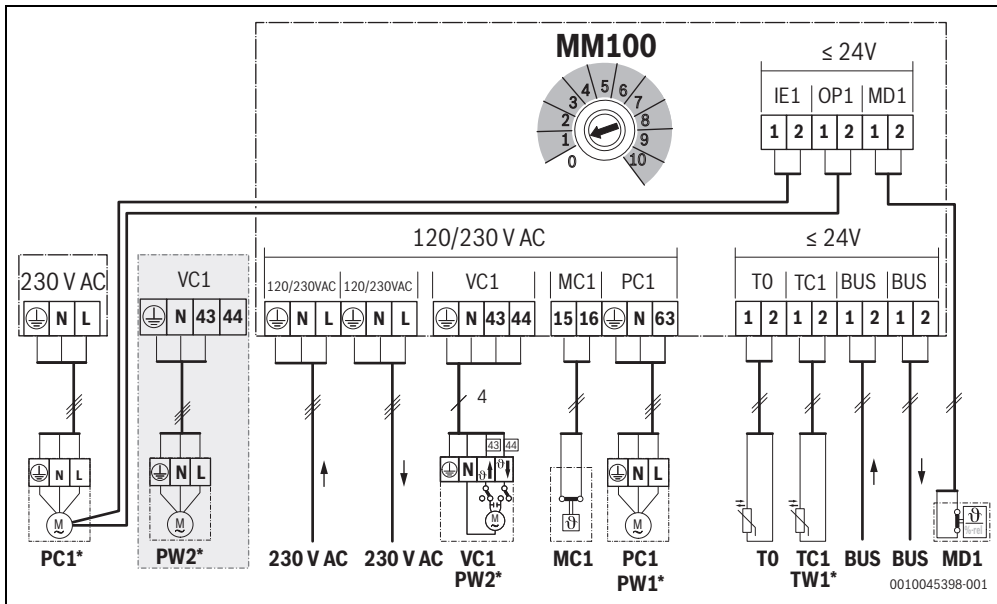 MM100
0 1 2 3 4 5 6 7 8 9 10
≤ 24V
IE1 OP1 MD1
1 2 1 2 1 2
120/230 V AC
≤ 24V
230 V AC
VC1
120/230VAC 120/230VAC VC1 MC1 PC1
T0 TC1 BUS BUS
N L
N 43 44
N L N L N 43 44 15 16 N 63
1 2 1 2 1 2 1 2
4
43 44
N L
N L
N ϑ ϑ
N L
M ~
M ~
M ~
ϑ
M ~
ϑ
%-rel
PC1*
PW2*
230 V AC
230 V AC
VC1
PW2*
MC1
PC1
PW1*
T0
TC1
TW1*
BUS
BUS
MD1
0010045398-001